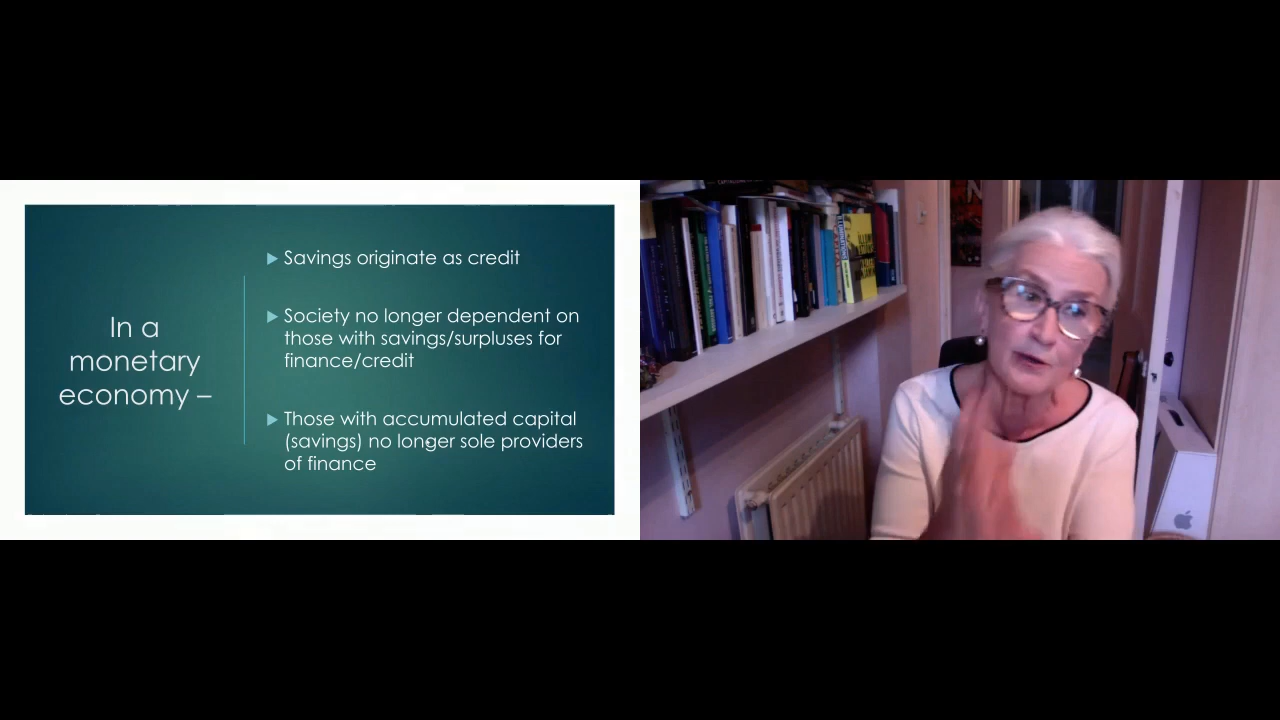 In a
monetary
economy –
Savings originate as credit
Society no longer dependent on
those with savings/surpluses for
finance/credit
Those with accumulated capital
(savings) no longer sole providers
of finance